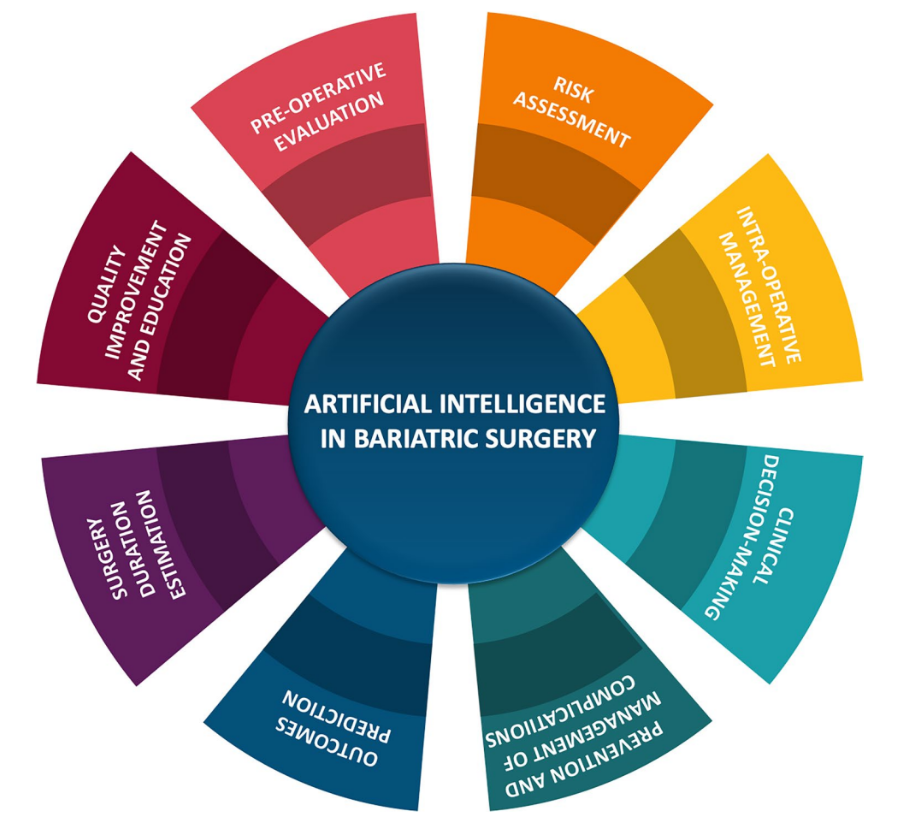 PRE-OPERATIVE
EVALUATION
RISK
ASSESSMENT
INTRA-OPERATIVE
MANAGEMENT
CLINICAL
DECISION-MAKING
PREVENTION AND
MANAGEMENT OF
COMPLICATIIONS
OUTCOMES
PREDICTION
SURGERY
DURATION
ESTIMATION
QUALITY
IMPROVEMENT
AND EDUCATION
ARTIFICIAL INTELLIGENCE
IN BARIATRIC SURGERY